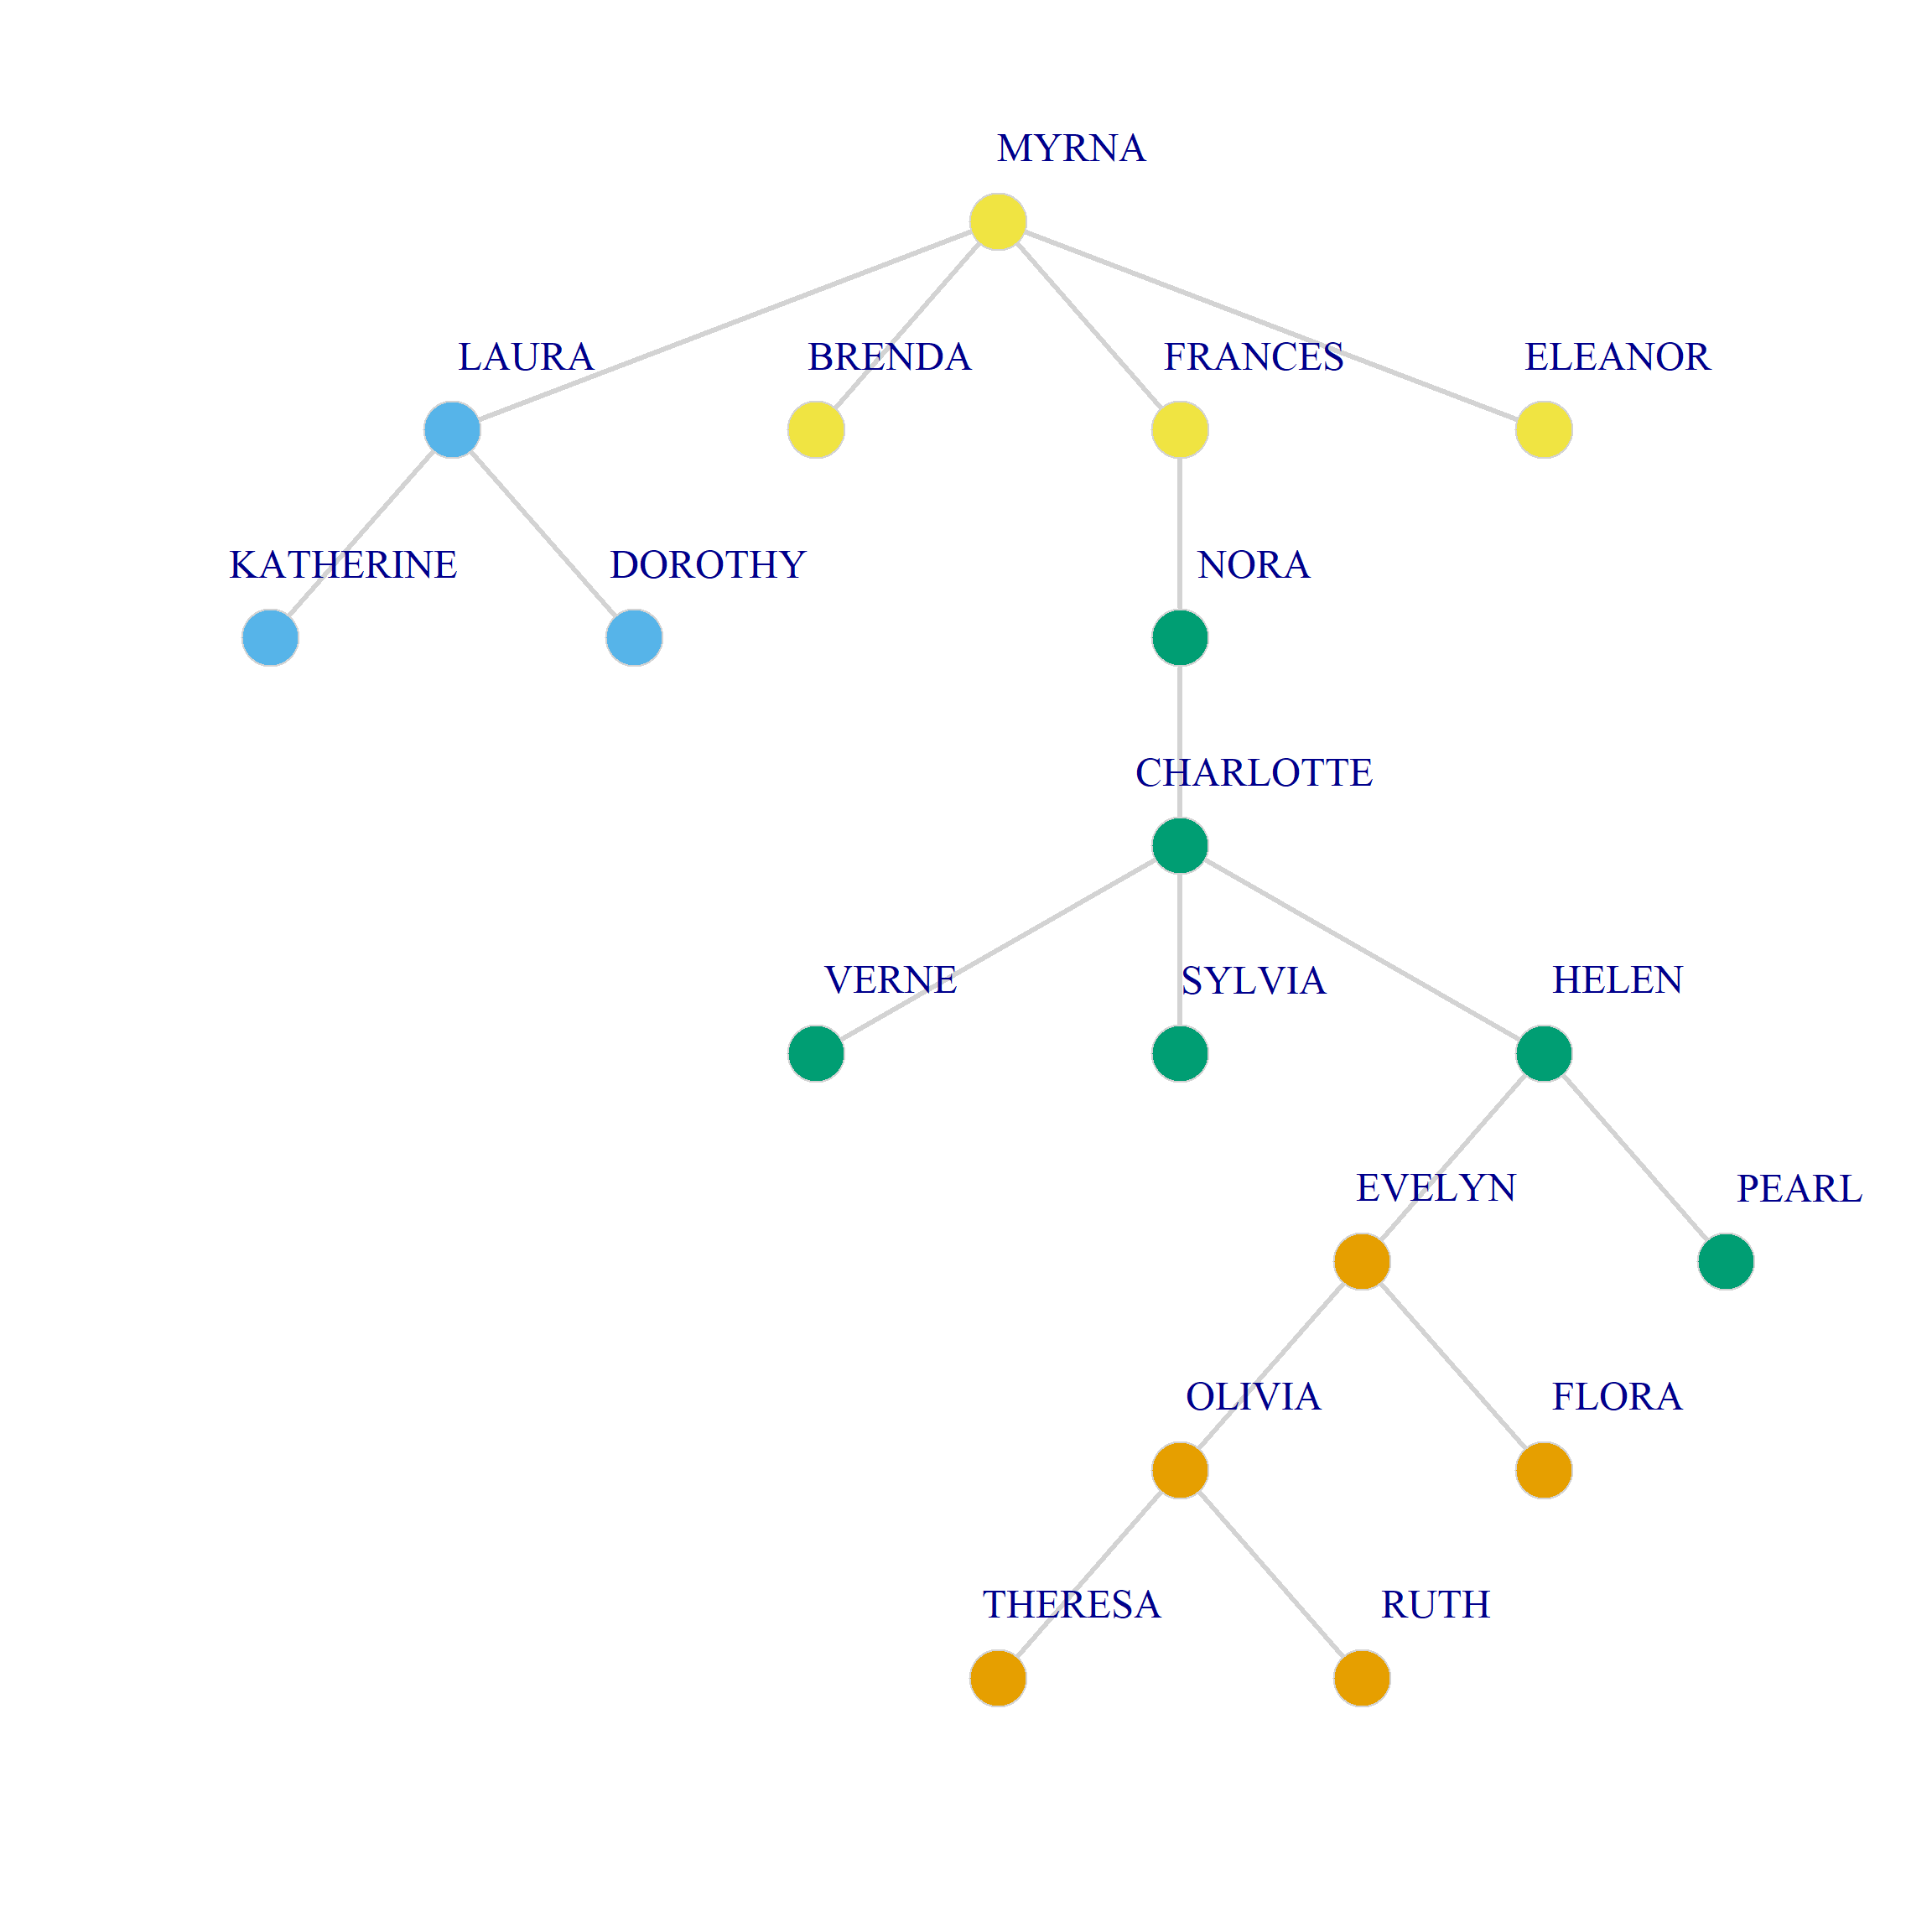 MYRNA
LAURA
BRENDA
FRANCES
ELEANOR
KATHERINE
DOROTHY
NORA
CHARLOTTE
VERNE
SYLVIA
HELEN
EVELYN
PEARL
OLIVIA
FLORA
THERESA
RUTH